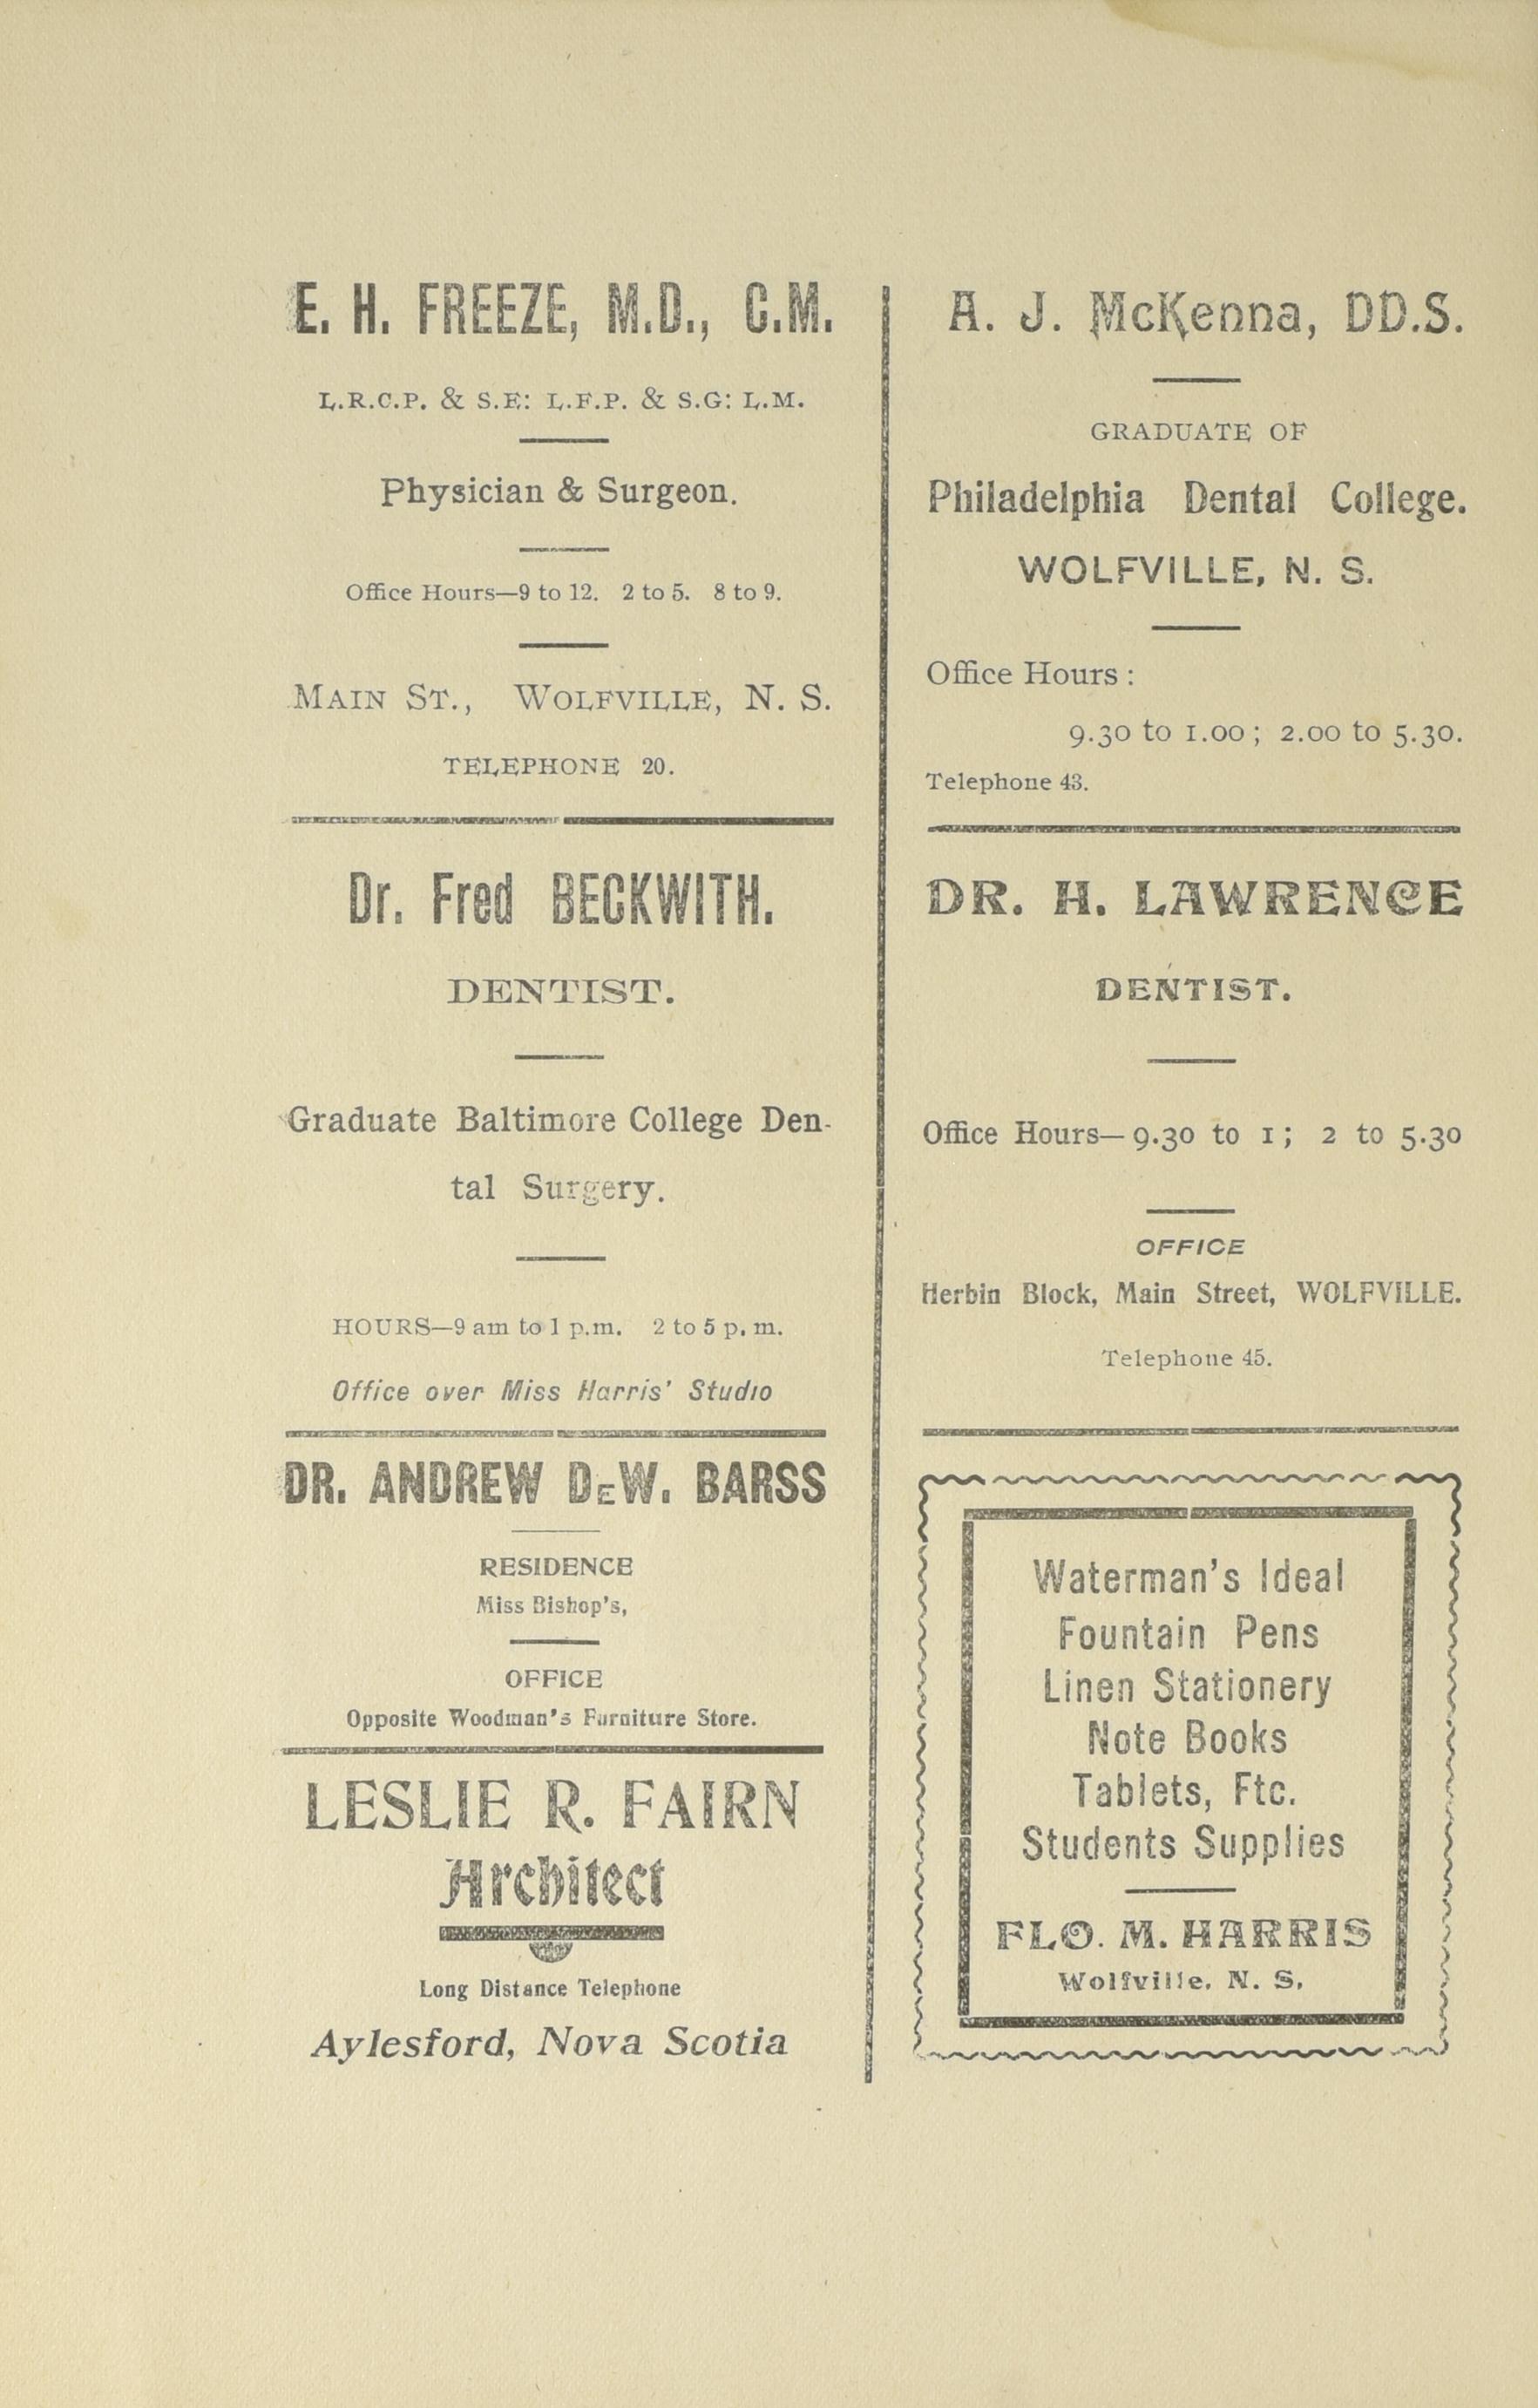 E. H. FREEZE, M.D., C.M.
L.R.C.P. & S.E: L.F.P. & S.G: L.M.
Physician & Surgeon.
Office Hours—9 to 12. 2 to 5. 8 to 9.
MAIN ST., WOLFVILLE, N. S.
TELEPHONE 20.
Dr. Fred BECKWITH.
DENTIST.
Graduate Baltimore College Den-
tal Surgery.
HOURS—9 am to 1 p.m. 2 to 5 p. m.
Office over Miss Harris' Studio
DR. ANDREW DEW. BARSS
RESIDENCE
Miss Bishop's,
OFFICE
Opposite Woodman's Furniture Store.
LESLIE R. FAIRN
Architect
Long Distance Telephone
Aylesford, Nova Scotia
A. J. McKenna, DD.S.
GRADUATE OF
Philadelphia Dental College.
WOLFVILLE, N. S.
Office Hours :
9.30 to 1.00 ; 2.00 to 5.30.
Telephone 43.
DR. H. LAWRENCE
DENTIST.
Office Hours—9.30 to 1 ; 2 to 5.30
OFFICE
Herbin Block, Main Street, WOLFVILLE.
Telephone 45.
Waterman's Ideal
Fountain Pens
Linen Stationery
Note Books
Tablets, Ftc.
Students Supplies
FLO. M. HARRIS
Wolfville. N. S.